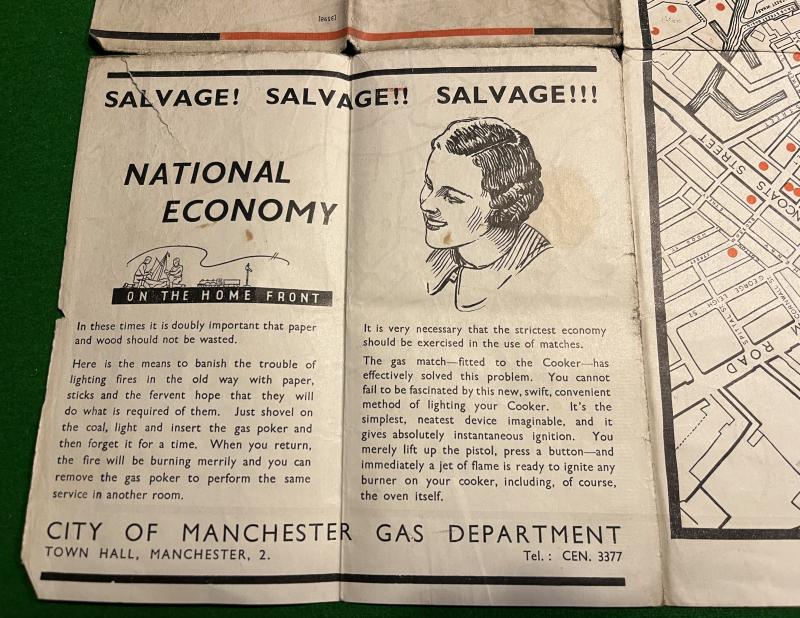 [3598]
SALVAGE! SALVAGE!! SALVAGE!!!
NATIONAL
ECONOMY
ON THE HOME FRONT
In these times it is doubly important that paper
and wood should not be wasted.
Here is the means to banish the trouble of
lighting fires in the old way with paper,
sticks and the fervent hope that they will
do what is required of them. Just shovel on
the coal, light and insert the gas poker and
then forget it for a time. When you return,
the fire will be burning merrily and you can
remove the gas poker to perform the same
service in another room.
It is very necessary that the strictest economy
should be exercised in the use of matches.
The gas match—fitted to the Cooker—has
effectively solved this problem. You cannot
fail to be fascinated by this new, swift, convenient
method of lighting your Cooker. It's the
simplest, neatest device imaginable, and it
gives absolutely instantaneous ignition. You
merely lift up the pistol, press a button—and
immediately a jet of flame is ready to ignite any
burner on your cooker, including, of course,
the oven itself.
CITY OF MANCHESTER GAS DEPARTMENT
TOWN HALL, MANCHESTER, 2.
Tel.: CEN. 3377
STREET
NCOATS STREET
GEORGE
LEIGH
ST
SPITTAL
CORNWALL ST
ROAD